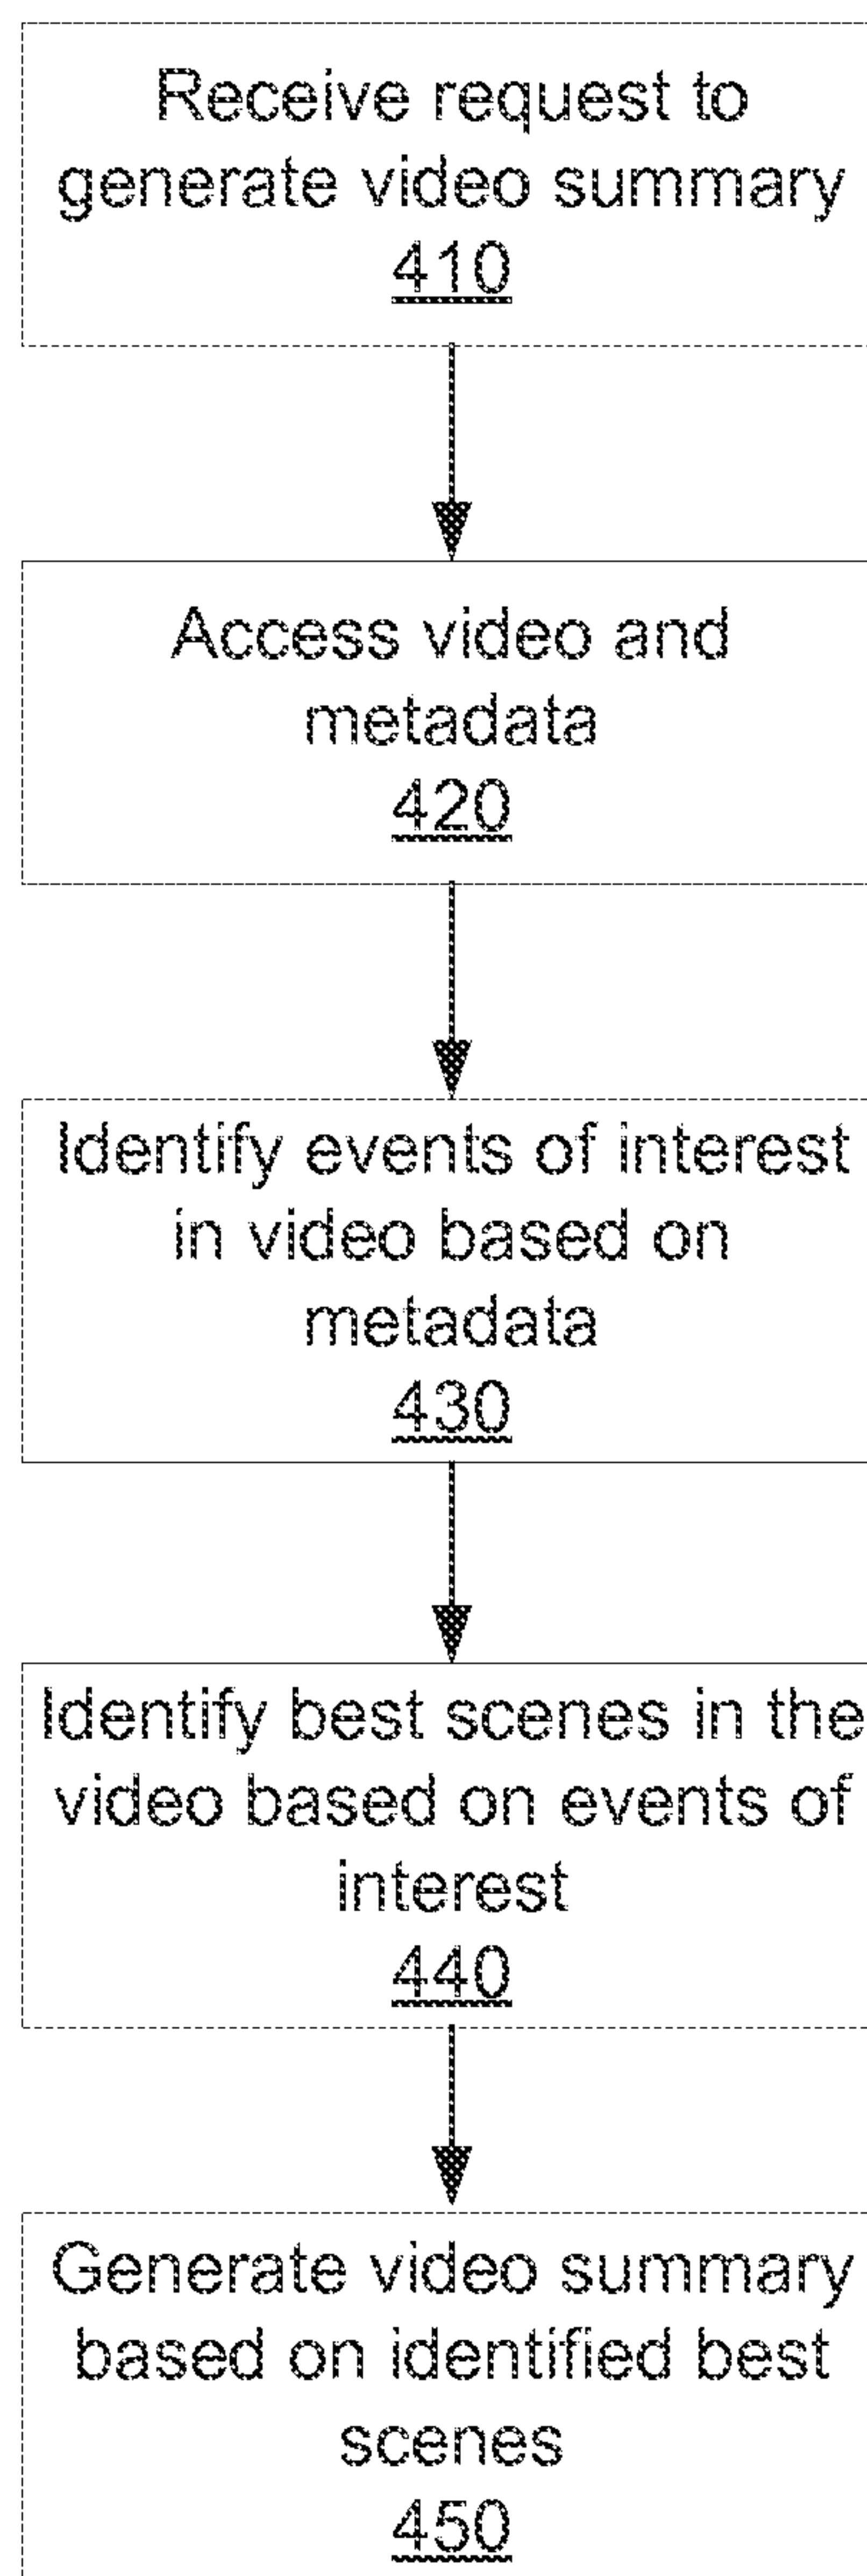 Receive request to
generate video summary
410
Access video and
metadata
420
Identify events of interest
in video based on
metadata
430
Identify best scenes in the
video based on events of
interest
440
Generate video summary
based on identified best
scenes
450